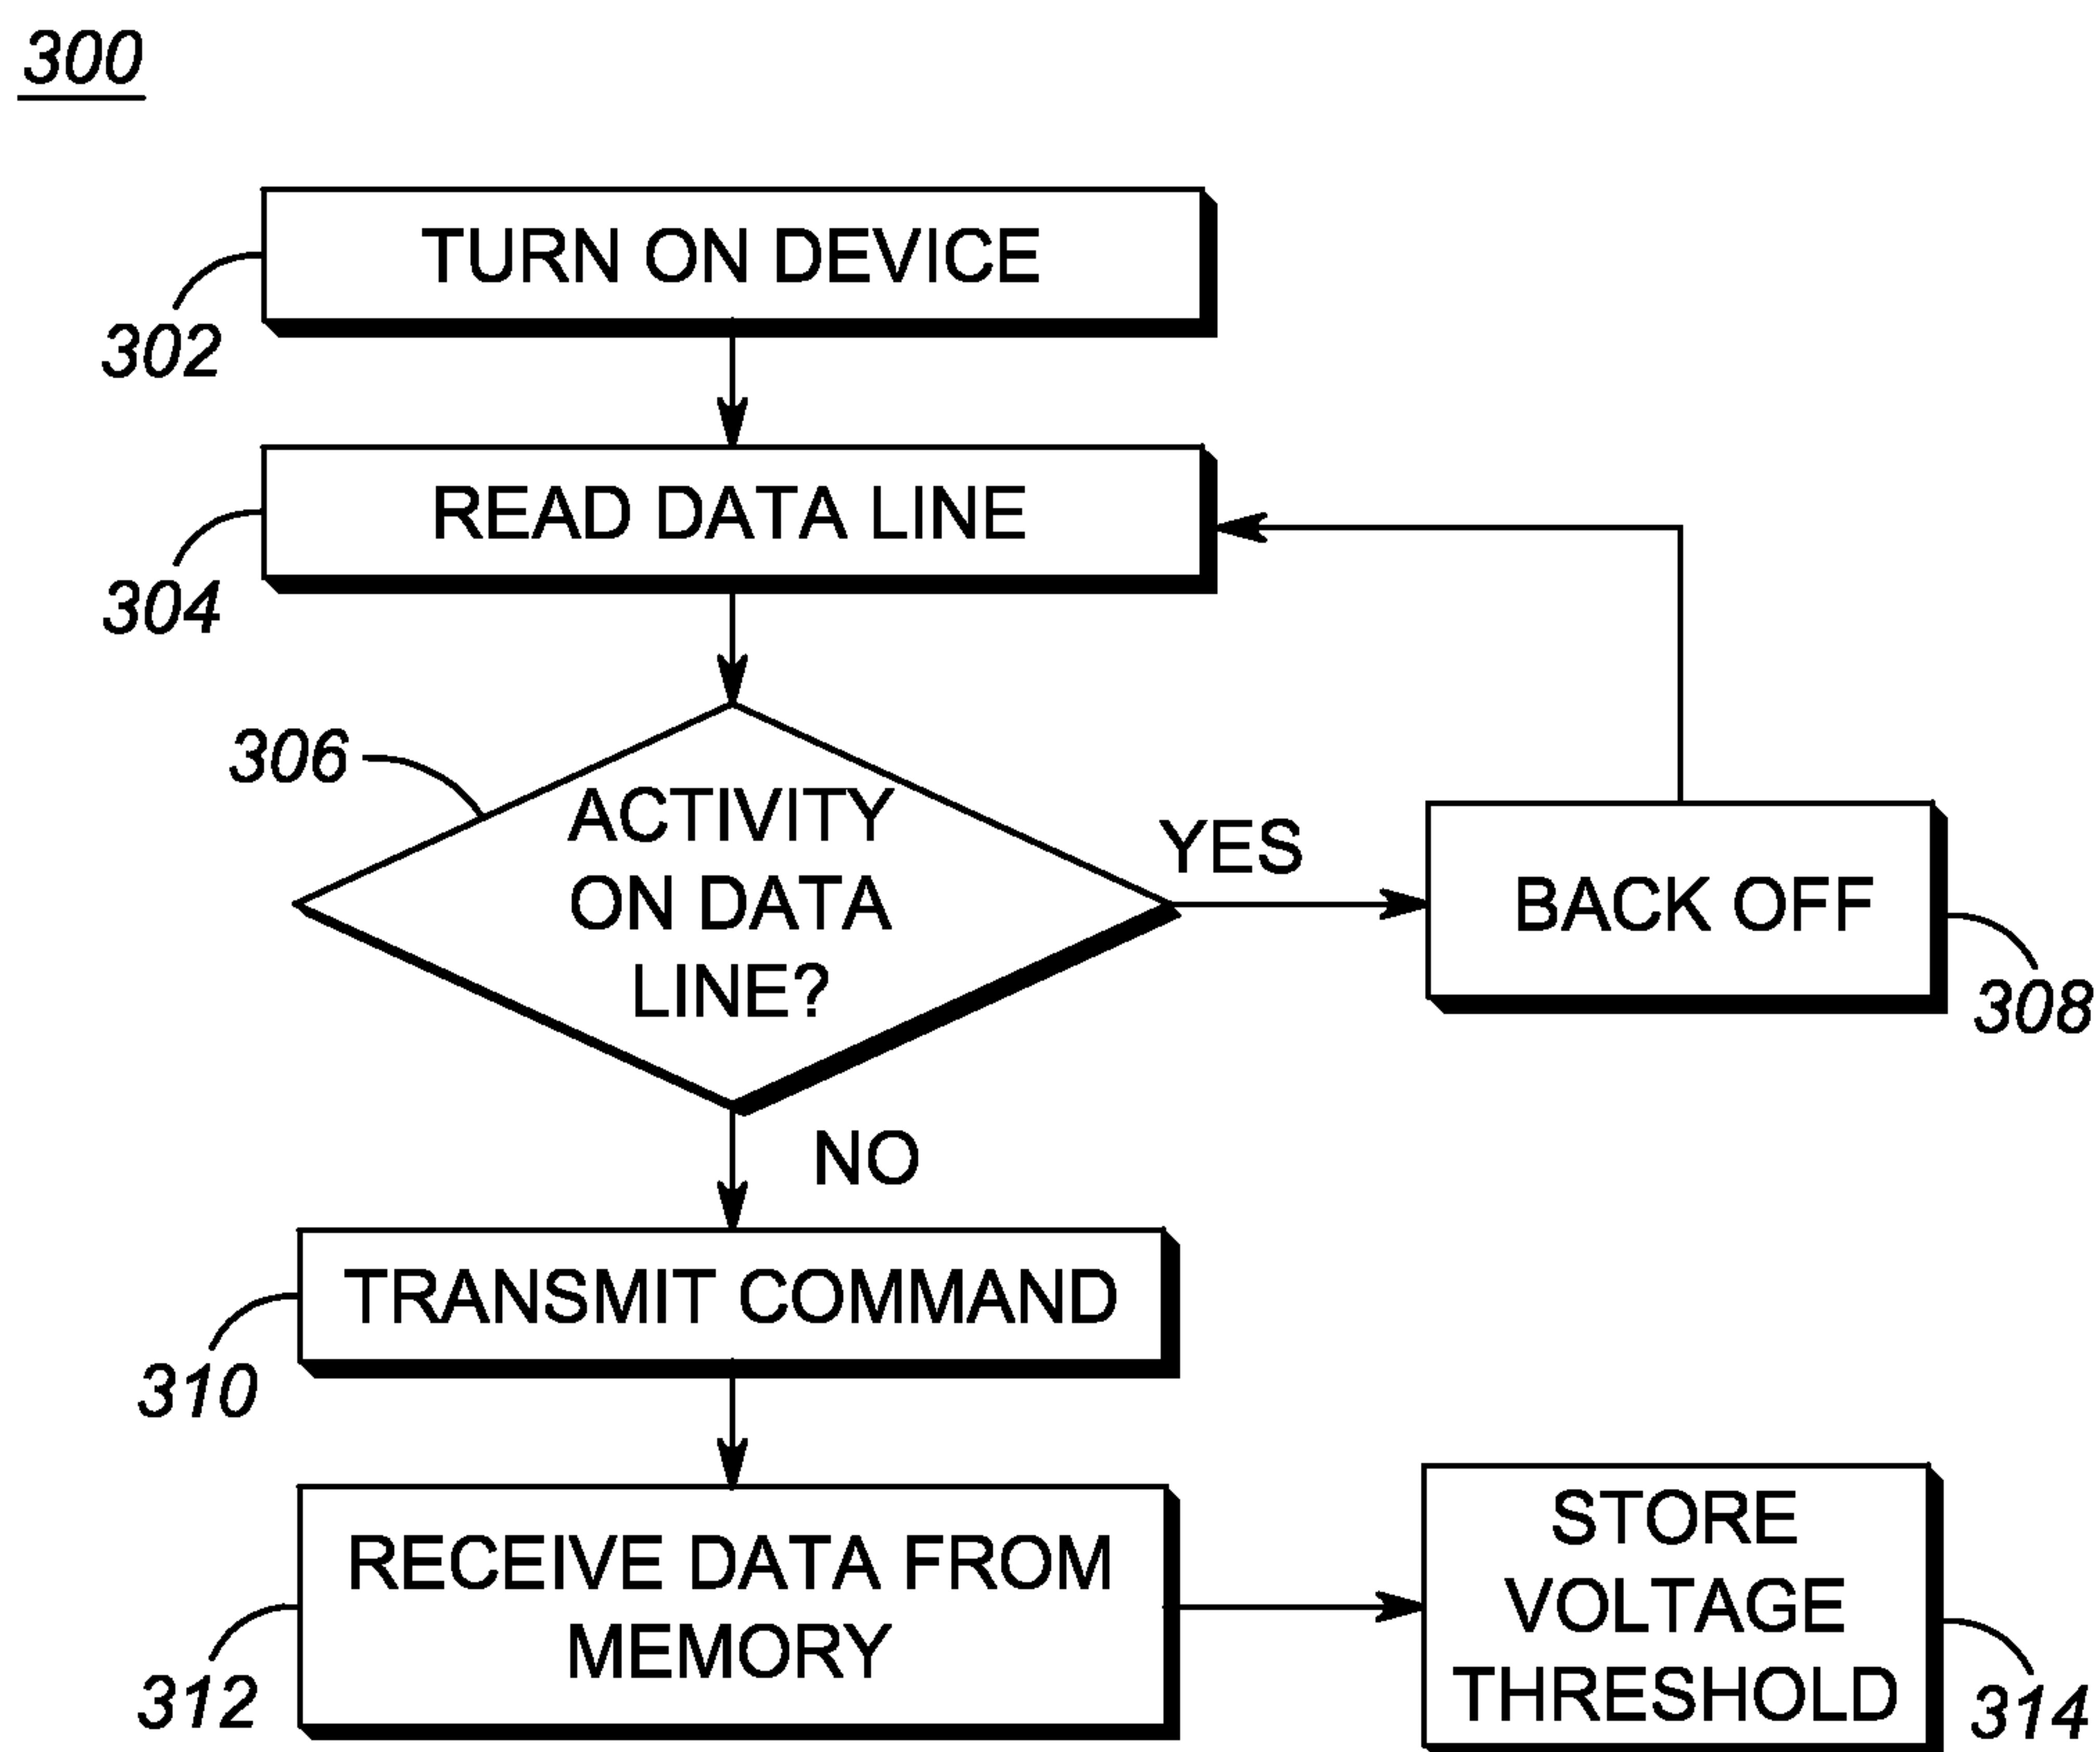 300
TURN ON DEVICE
302
READ DATA LINE
304
306
ACTIVITY
ON DATA
LINE?
YES
BACK OFF
308
NO
TRANSMIT COMMAND
310
RECEIVE DATA FROM
MEMORY
312
STORE
VOLTAGE
THRESHOLD
314